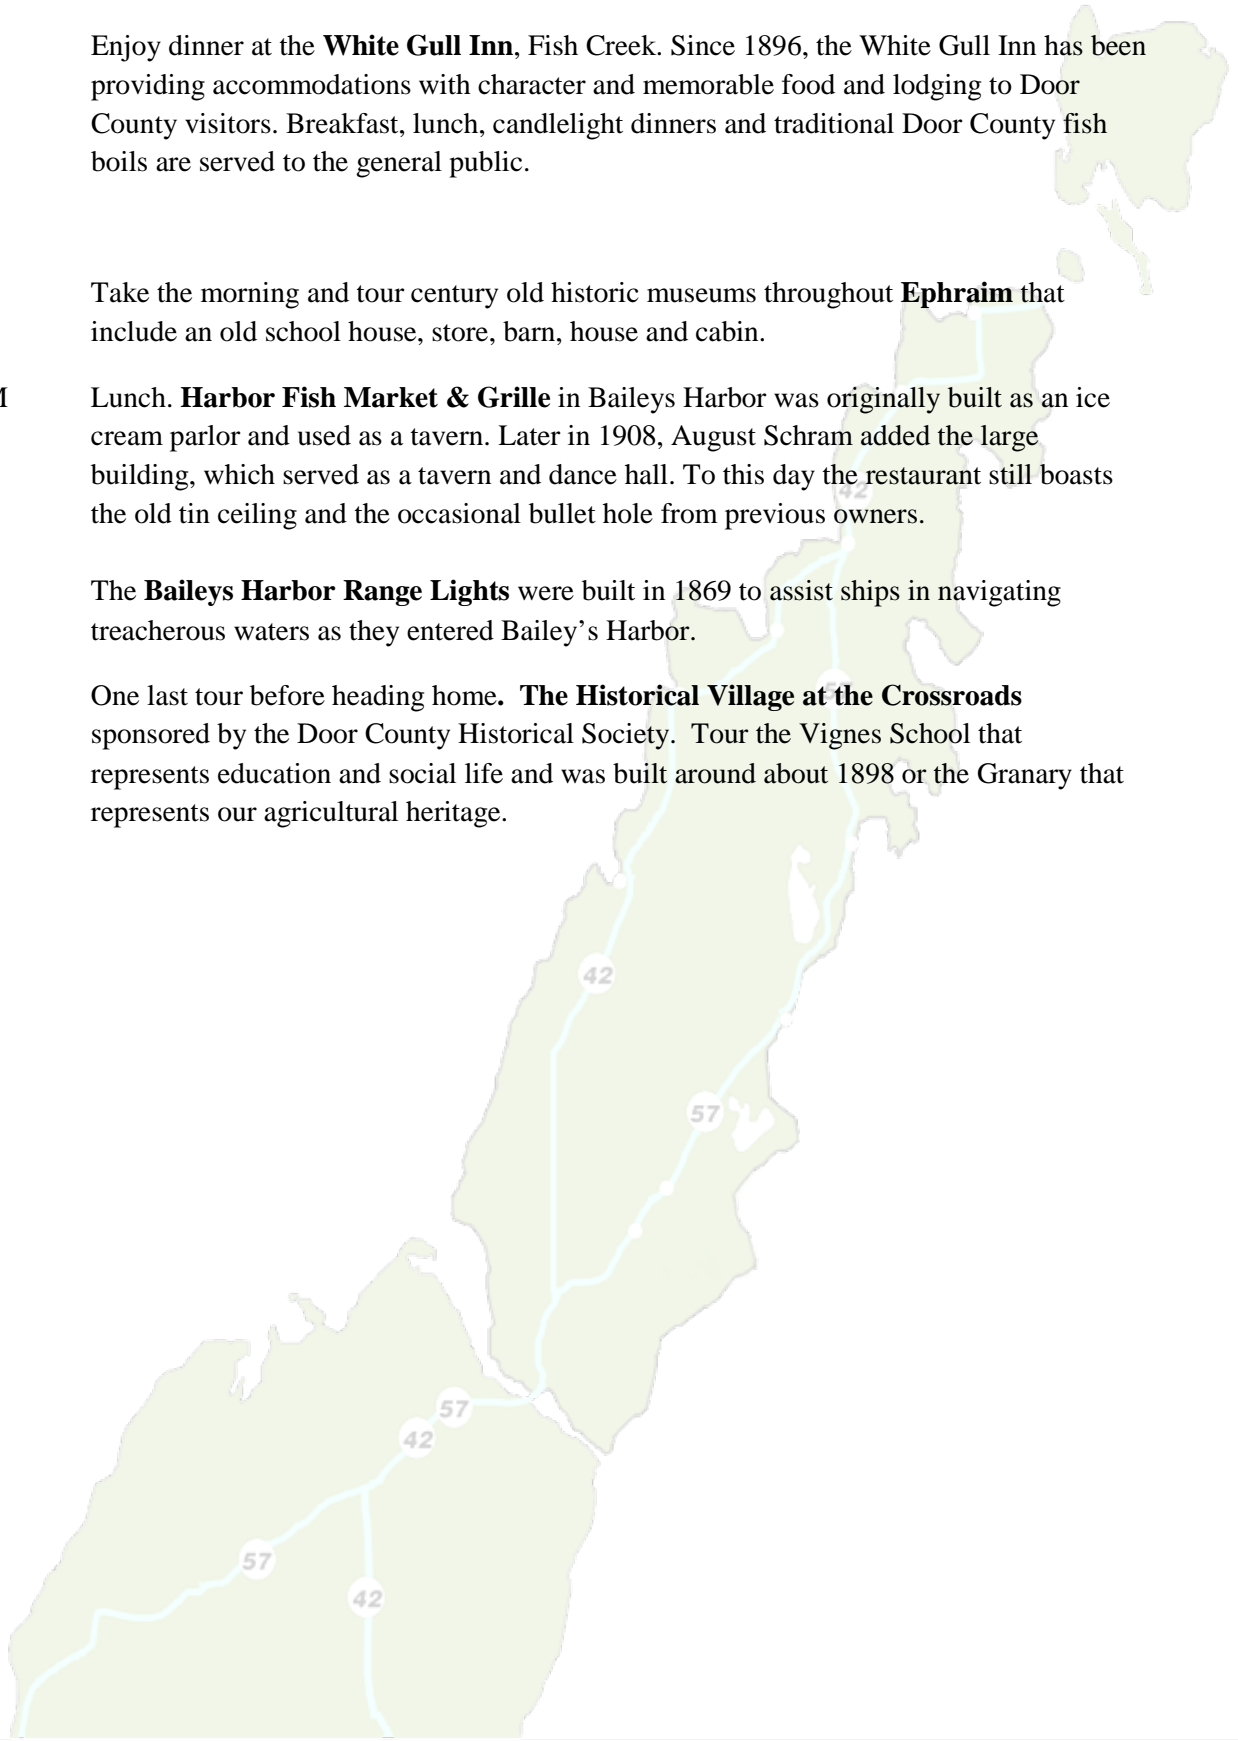 Enjoy dinner at the White Gull Inn, Fish Creek. Since 1896, the White Gull Inn has been
providing accommodations with character and memorable food and lodging to Door
County visitors. Breakfast, lunch, candlelight dinners and traditional Door County fish
boils are served to the general public.
Take the morning and tour century old historic museums throughout Ephraim that
include an old school house, store, barn, house and cabin.
M Lunch. Harbor Fish Market & Grille in Baileys Harbor was originally built as an ice
cream parlor and used as a tavern. Later in 1908, August Schram added the large
building, which served as a tavern and dance hall. To this day the restaurant still boasts
42
the old tin ceiling and the occasional bullet hole from previous owners.
The Baileys Harbor Range Lights were built in 1869 to assist ships in navigating
treacherous waters as they entered Bailey’s Harbor.
One last tour before heading home. The Historical Village at the Crossroads
57
sponsored by the Door County Historical Society. Tour the Vignes School that
represents education and social life and was built around about 1898 or the Granary that
represents our agricultural heritage.
42
57
57
42
57
42